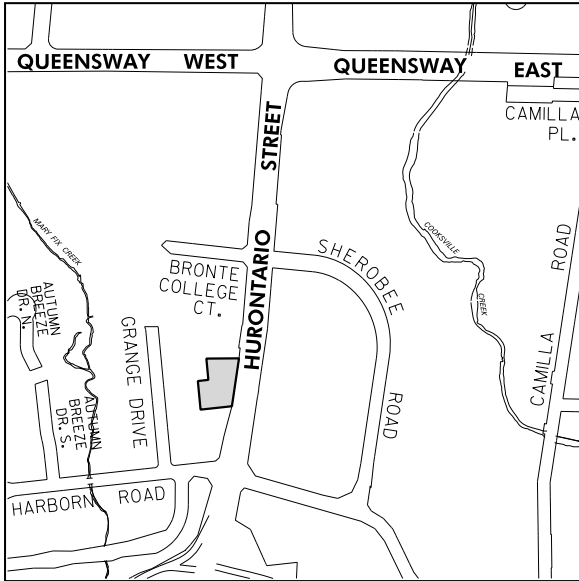 QUEENSWAY WEST
QUEENSWAY EAST
CAMILLA
PL.
HURONTARIO STREET
MARY FIX CREEK
COOKSVILLE
CREEK
SHEROBEE
ROAD
BRONTE
COLLEGE
CT.
CAMILLA ROAD
AUTUMN
BREEZE
DR. N.
GRANGE DRIVE
AUTUMN
BREEZE
DR. S.
HARBORN ROAD